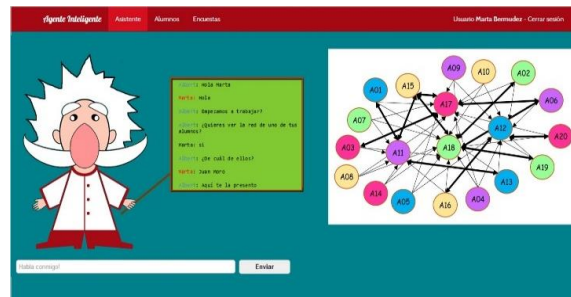 Agente Inteligente Asistente Alumnos Encuestas Usuario Marta Bermudez - Cerrar sesión
Albert: Hola Marta
Marta: Hola
Albert: Empezamos a trabajar?
Albert: ¿Quieres ver la red de uno de tus
alumnos?
Marta: si
Albert: ¿De cuál de ellos?
Marta: Juan Moro
Albert: Aquí te la presento
A09
A10
A02
A15
A01
A17
A06
A07
A12
A20
A18
A03
A11
A19
A08
A13
A14
A05
A16
A04
Habla conmigo!
Enviar